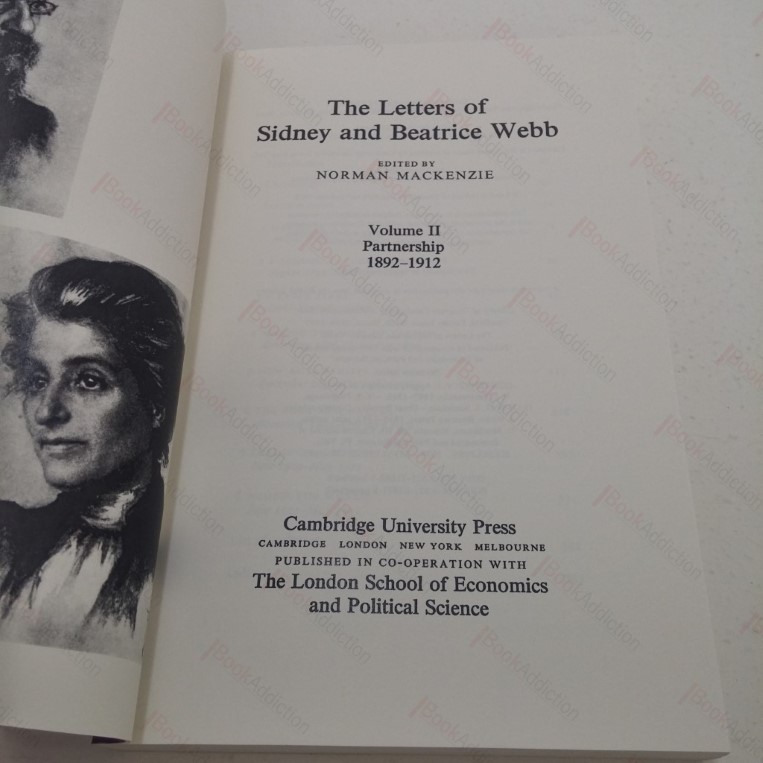 The Letters of
Sidney and Beatrice Webb
EDITED BY
NORMAN MACKENZIE
Volume II
Partnership
1892–1912
Cambridge University Press
CAMBRIDGE LONDON NEW YORK MELBOURNE
PUBLISHED IN CO-OPERATION WITH
The London School of Economics
and Political Science
BookAddiction